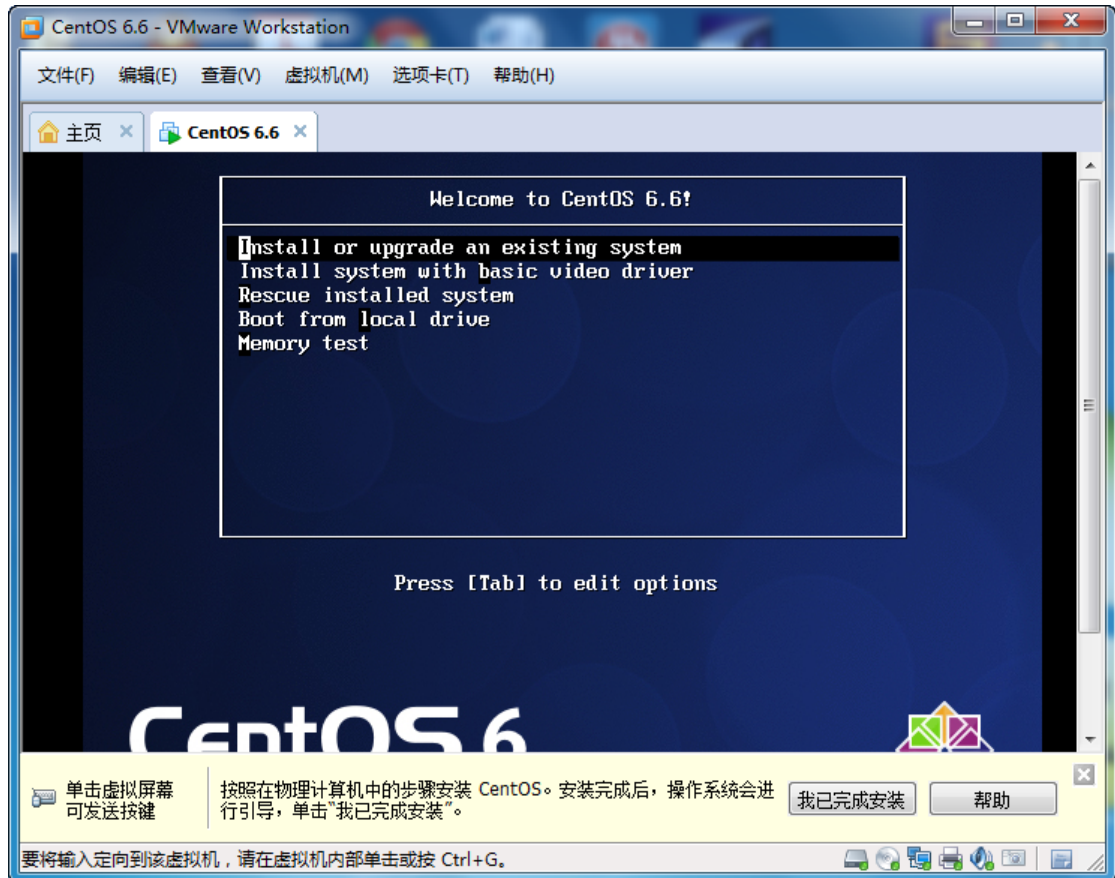 CentOS 6.6 - VMware Workstation
文件(F) 编辑(E) 查看(V) 虚拟机(M) 选项卡(T) 帮助(H)
主页 CentOS 6.6
Welcome to CentOS 6.6!
Install or upgrade an existing system
Install system with basic video driver
Rescue installed system
Boot from local drive
Memory test
Press [Tab] to edit options
CentOS 6
单击虚拟屏幕
可发送按键
按照在物理计算机中的步骤安装 CentOS。安装完成后，操作系统会进
行引导，单击"我已完成安装"。
我已完成安装 帮助
要将输入定向到该虚拟机，请在虚拟机内部单击或按 Ctrl+G。